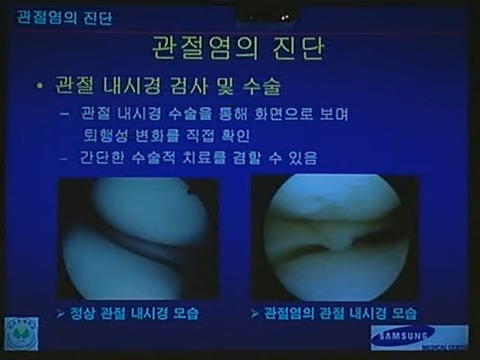 관절염의 진단
관절염의 진단
• 관절 내시경 검사 및 수술
– 관절 내시경 수술을 통해 화면으로 보며
퇴행성 변화를 직접 확인
– 간단한 수술적 치료를 겸할 수 있음
➢ 정상 관절 내시경 모습
➢ 관절염의 관절 내시경 모습
SAMSUNG
MEDICAL CENTER